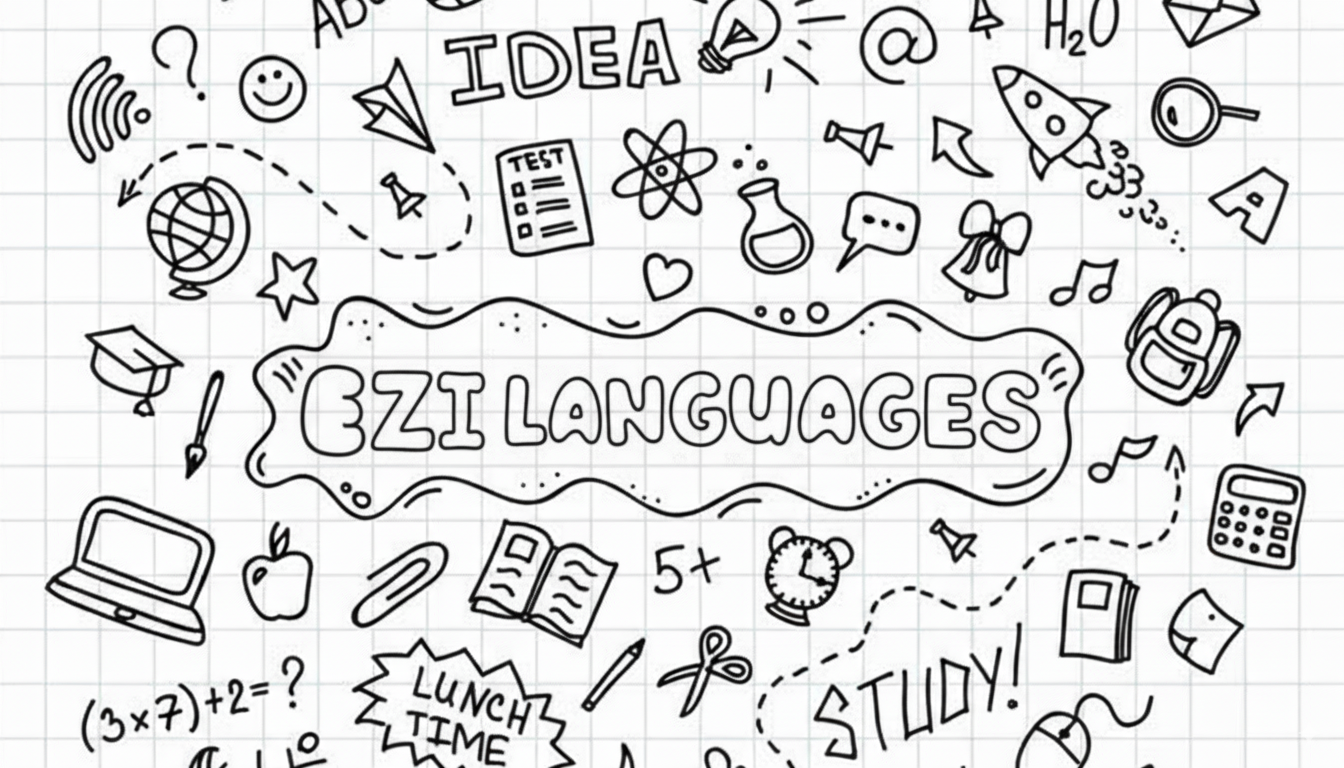 IDEA
@
H₂O
TEST
A
EZI LANGUAGES
5+
(3×7)+2=?
LUNCH
TIME
STUDY!
?